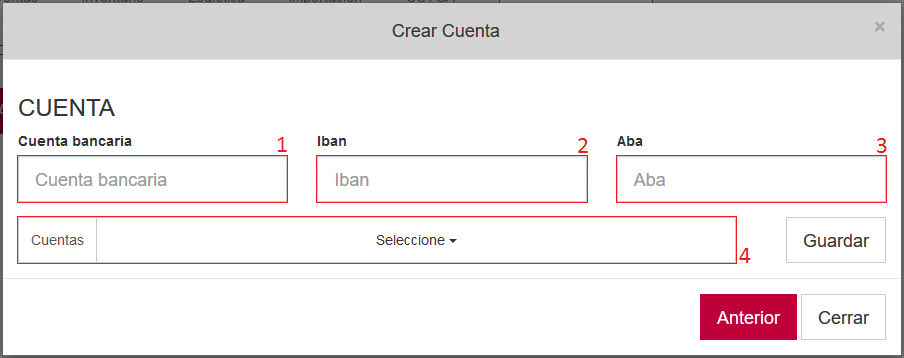 Crear Cuenta ×
CUENTA
Cuenta bancaria 1 Iban 2 Aba 3
Cuenta bancaria Iban Aba
Cuentas Seleccione 4 Guardar
Anterior Cerrar